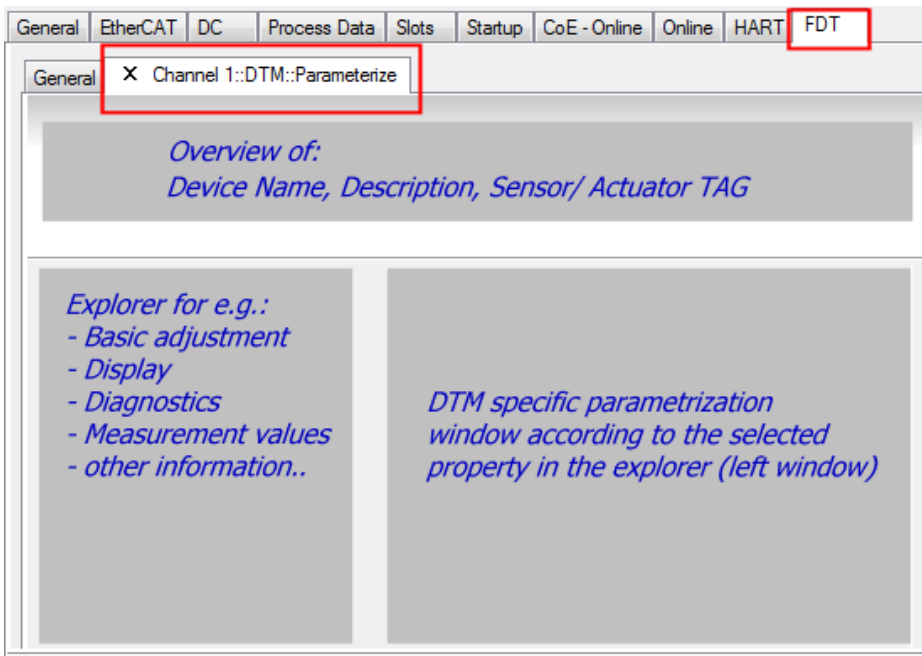 General EtherCAT DC Process Data Slots Startup CoE - Online Online HART FDT
General X Channel 1::DTM::Parameterize
Overview of:
Device Name, Description, Sensor/ Actuator TAG
Explorer for e.g.:
- Basic adjustment
- Display
- Diagnostics
- Measurement values
- other information..
DTM specific parametrization
window according to the selected
property in the explorer (left window)